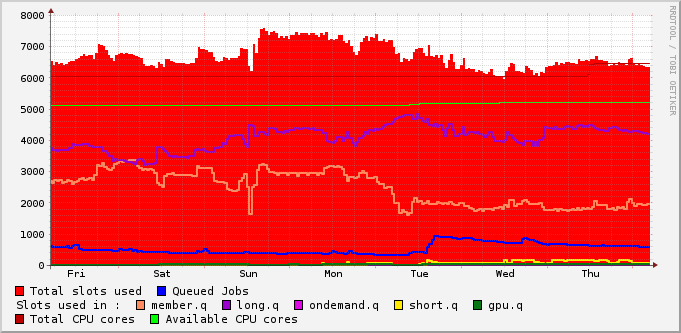 8000
7000
6000
5000
4000
3000
2000
1000
0
Fri Sat Sun Mon Tue Wed Thu
Total slots used Queued Jobs
Slots used in : member.q long.q ondemand.q short.q gpu.q
Total CPU cores Available CPU cores
RRDTOOL / TOBI OETIKER